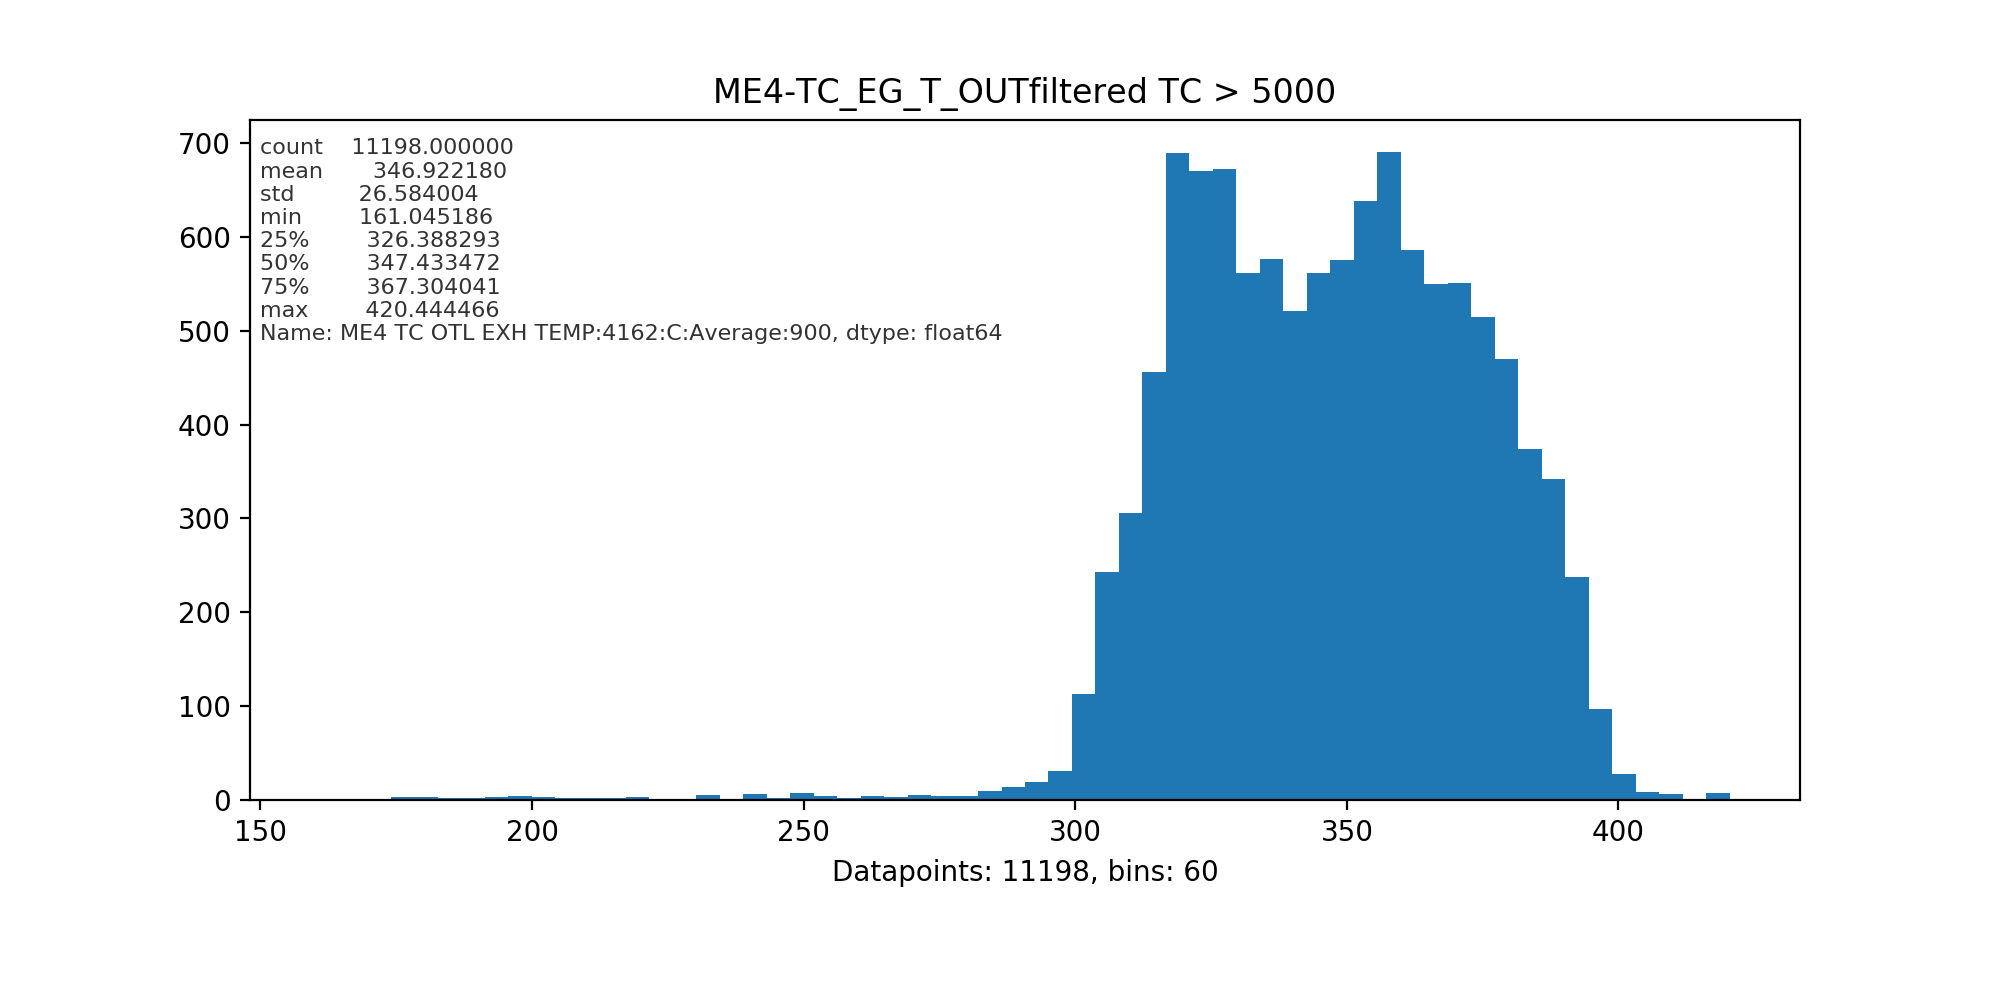 ME4-TC_EG_T_OUTfiltered TC > 5000
700
600
500
400
300
200
100
0
count 11198.000000
mean 346.922180
std 26.584004
min 161.045186
25% 326.388293
50% 347.433472
75% 367.304041
max 420.444466
Name: ME4 TC OTL EXH TEMP:4162:C:Average:900, dtype: float64
150 200 250 300 350 400
Datapoints: 11198, bins: 60